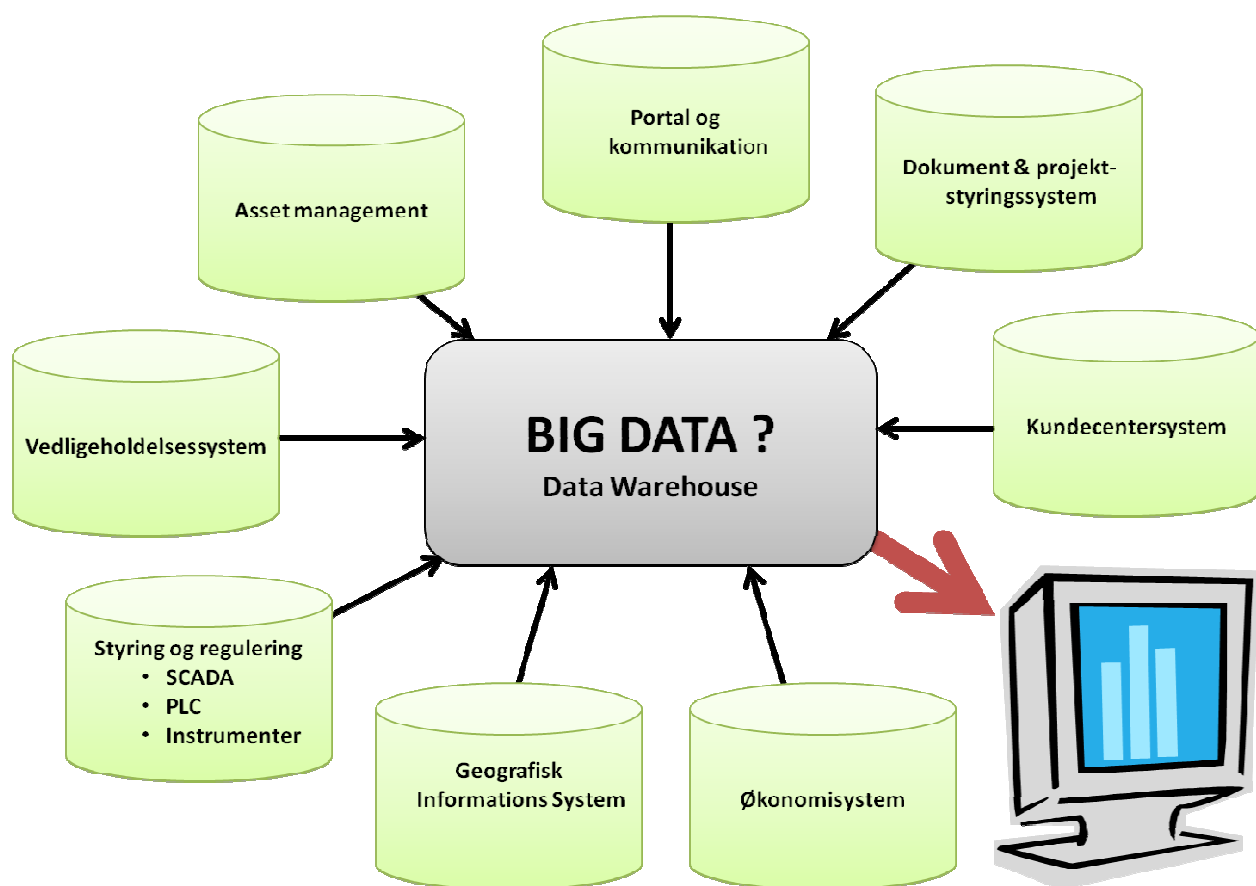 Portal og
kommunikation
Dokument & projekt-
styringssystem
Asset management
Vedligeholdelsessystem
BIG DATA ?
Data Warehouse
Kundecentersystem
Styring og regulering
• SCADA
• PLC
• Instrumenter
Geografisk
Informations System
Økonomisystem